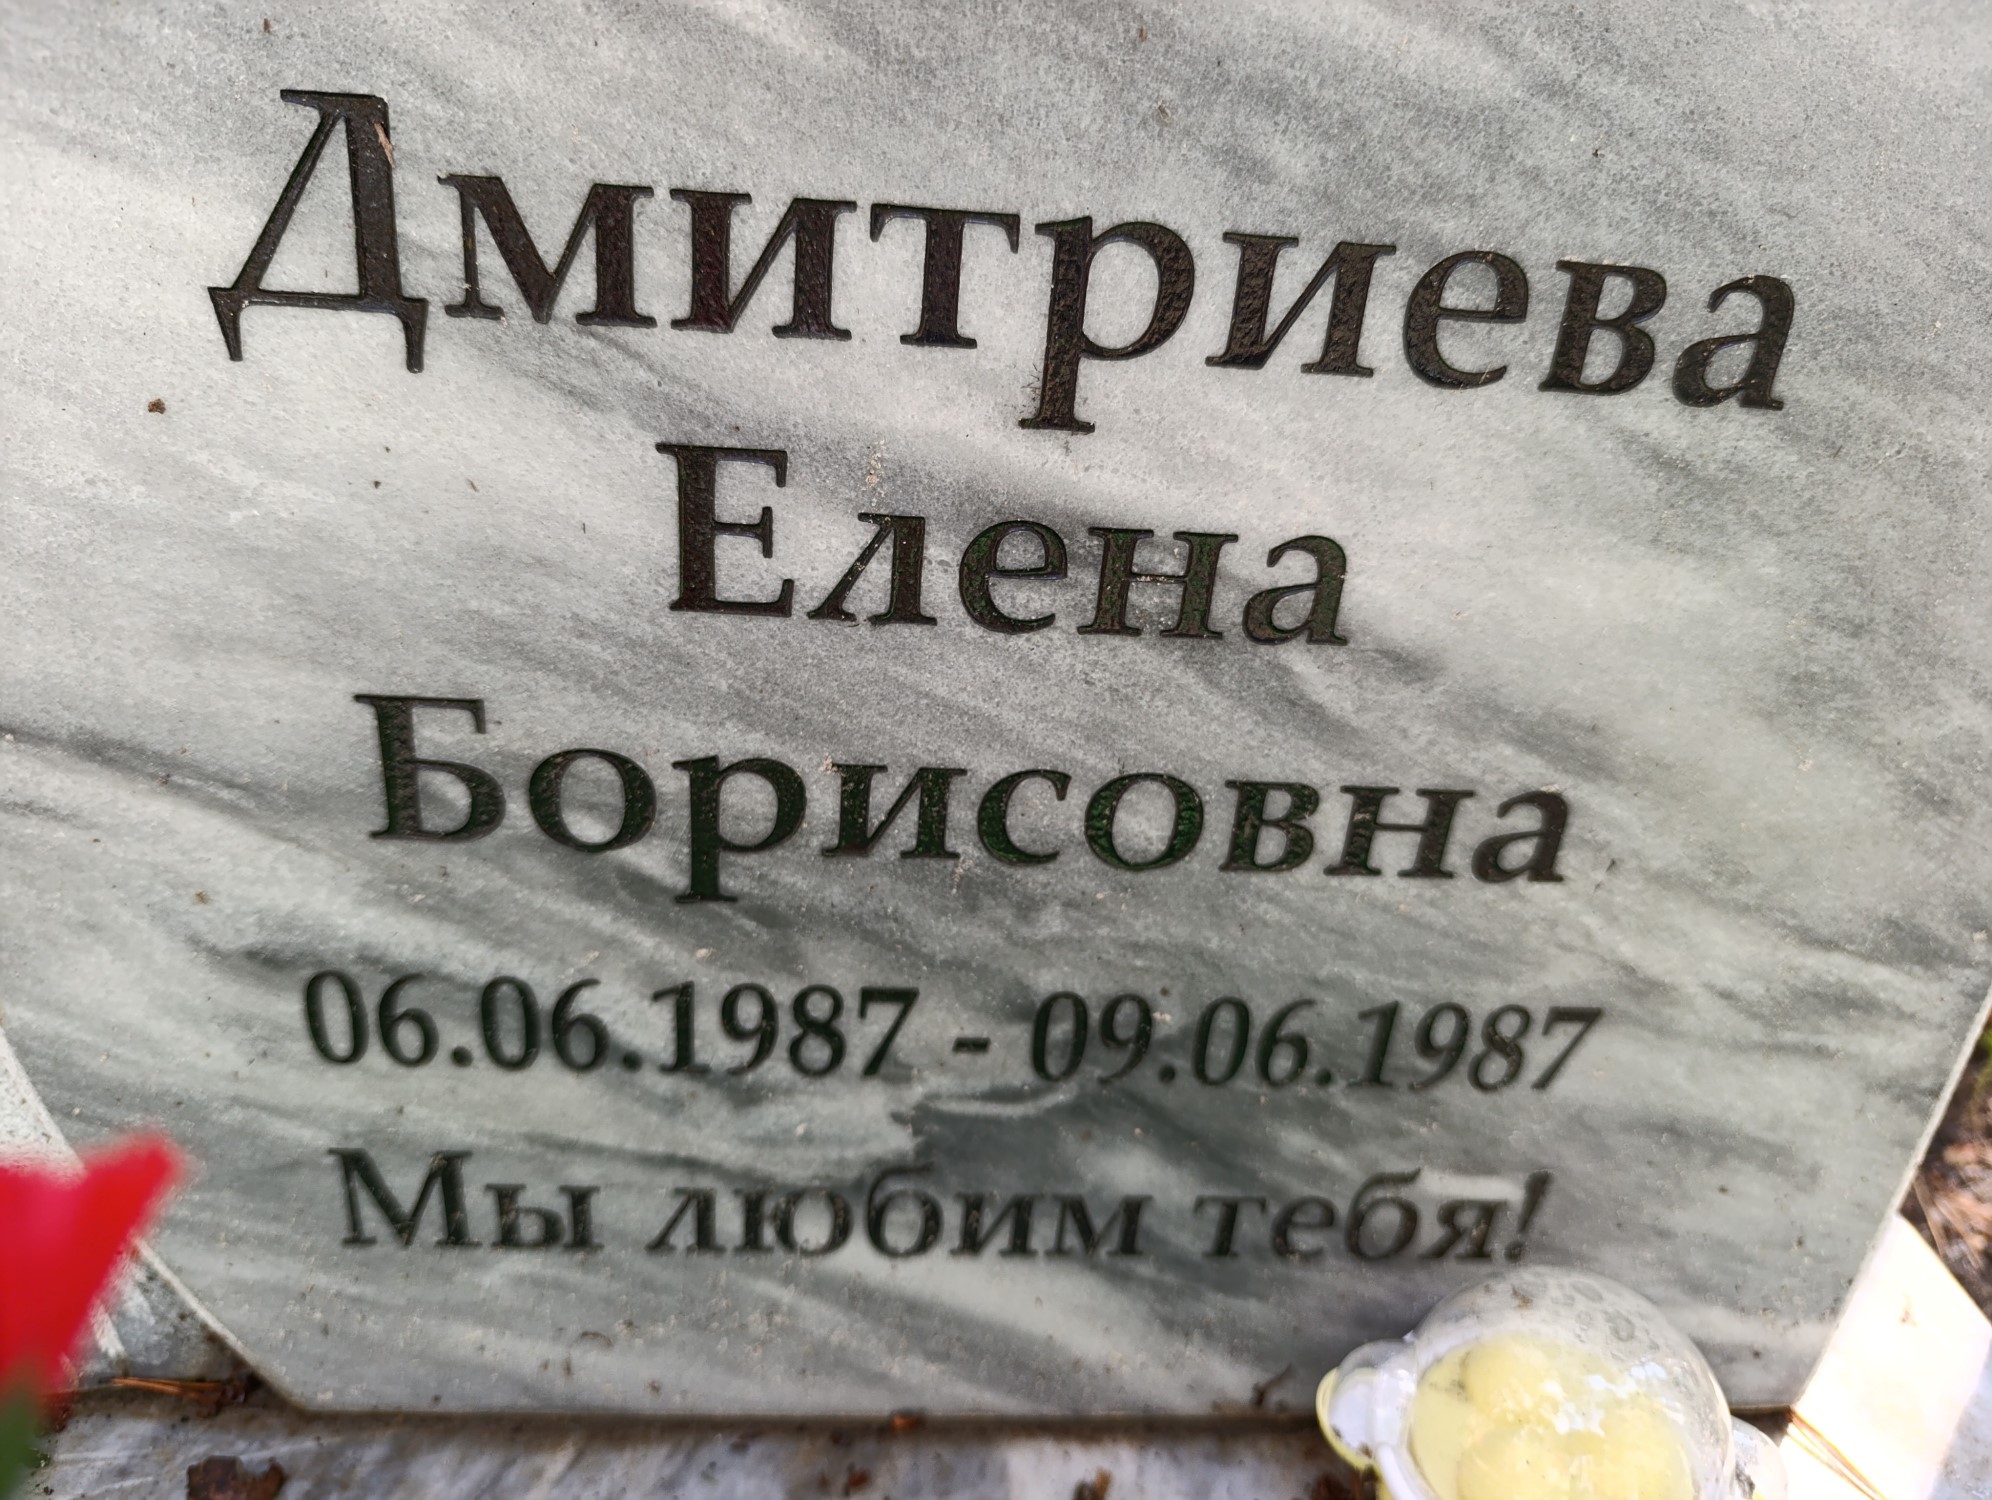 Дмитриева
Елена
Борисовна
06.06.1987 - 09.06.1987
Мы любим тебя!